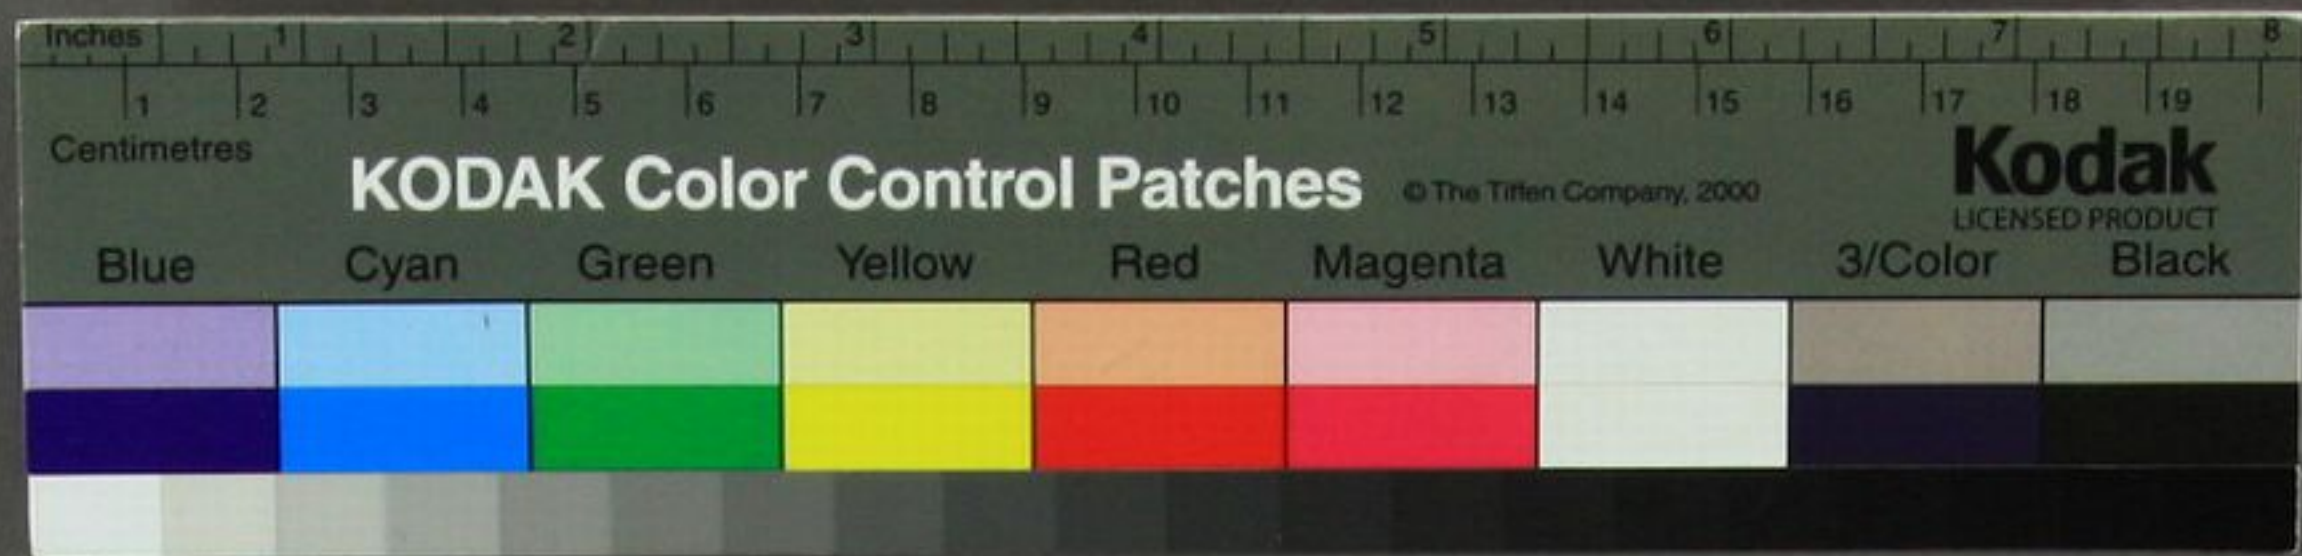 Inches 1 2 3 4 5 6 7 8
1 2 3 4 5 6 7 8 9 10 11 12 13 14 15 16 17 18 19
Centimetres
KODAK Color Control Patches © The Tiffen Company, 2000 Kodak
LICENSED PRODUCT
Blue Cyan Green Yellow Red Magenta White 3/Color Black